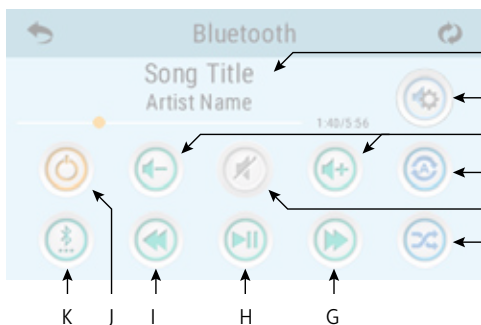 Bluetooth
Song Title
Artist Name
1:40/5:56
A
K J I H G